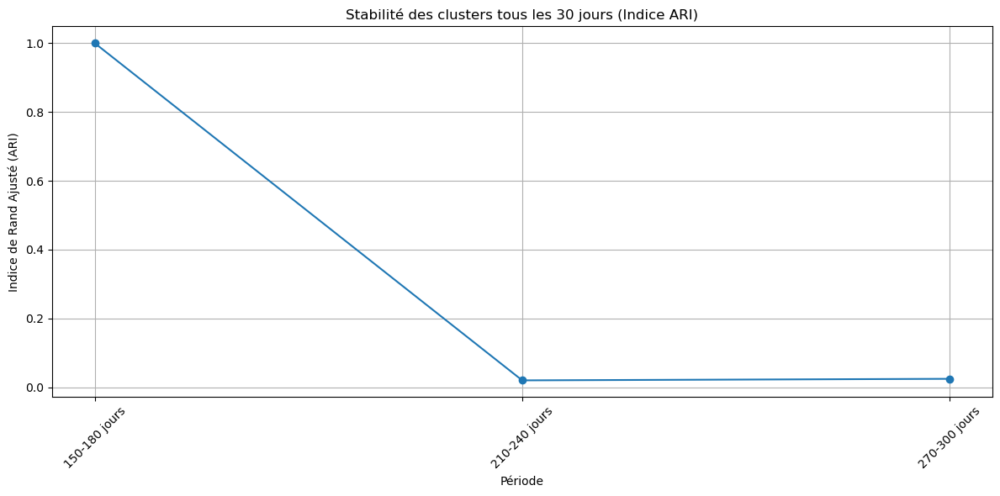 Stabilité des clusters tous les 30 jours (Indice ARI)
Indice de Rand Ajusté (ARI)
1.0
0.8
0.6
0.4
0.2
0.0
150-180 jours
210-240 jours
270-300 jours
Période